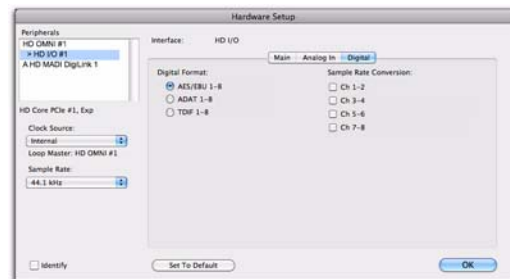 Hardware Setup
Peripherals
HD OMNI #1
» HD I/O #1
A HD MADI DigiLink 1
HD Core PCIe #1, Exp
Clock Source:
Internal
Loop Master: HD OMNI #1
Sample Rate:
44.1 kHz
Identify
Interface: HD I/O
Main Analog In Digital
Digital Format:
AES/EBU 1-8
ADAT 1-8
TDIF 1-8
Sample Rate Conversion:
Ch 1-2
Ch 3-4
Ch 5-6
Ch 7-8
Set To Default
OK